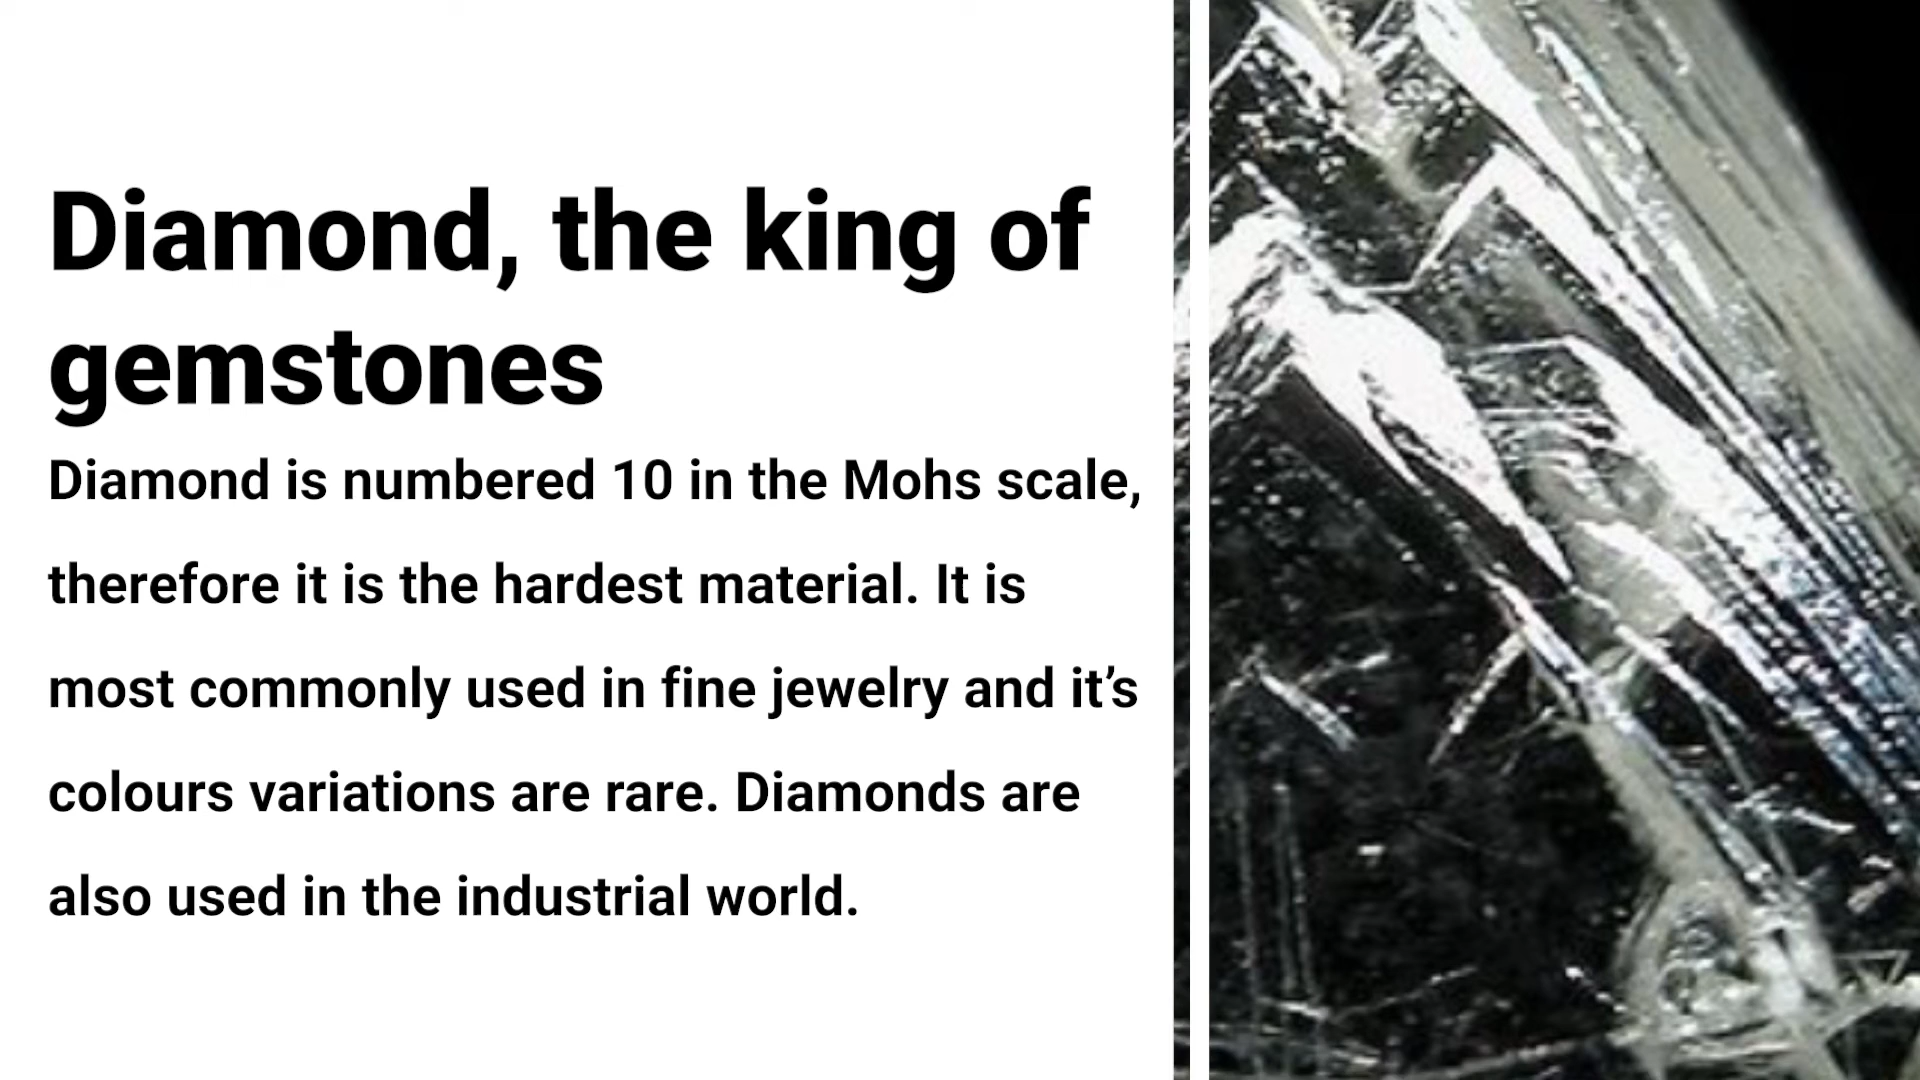 Diamond, the king of
gemstones
Diamond is numbered 10 in the Mohs scale,
therefore it is the hardest material. It is
most commonly used in fine jewelry and it’s
colours variations are rare. Diamonds are
also used in the industrial world.